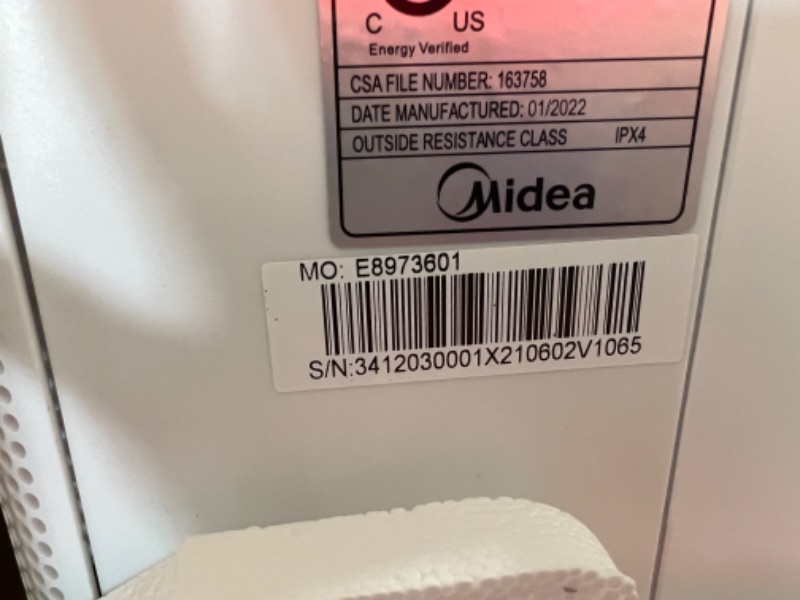 C US
Energy Verified
CSA FILE NUMBER: 163758
DATE MANUFACTURED: 01/2022
OUTSIDE RESISTANCE CLASS IPX4
Midea
MO: E8973601
S/N:3412030001X210602V1065